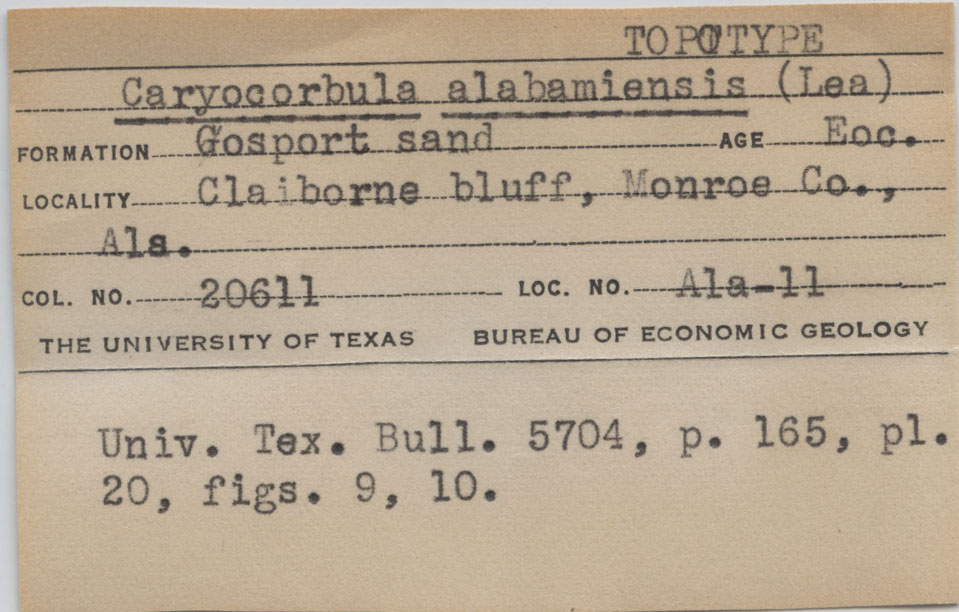 TOPOTYPE
Caryocorbula alabamiensis (Lea)
FORMATION Gosport sand AGE Eoc.
LOCALITY Claiborne bluff, Monroe Co.,
Ala.
COL. NO. 20611 LOC. NO. Ala-11
THE UNIVERSITY OF TEXAS BUREAU OF ECONOMIC GEOLOGY
Univ. Tex. Bull. 5704, p. 165, pl.
20, figs. 9, 10.